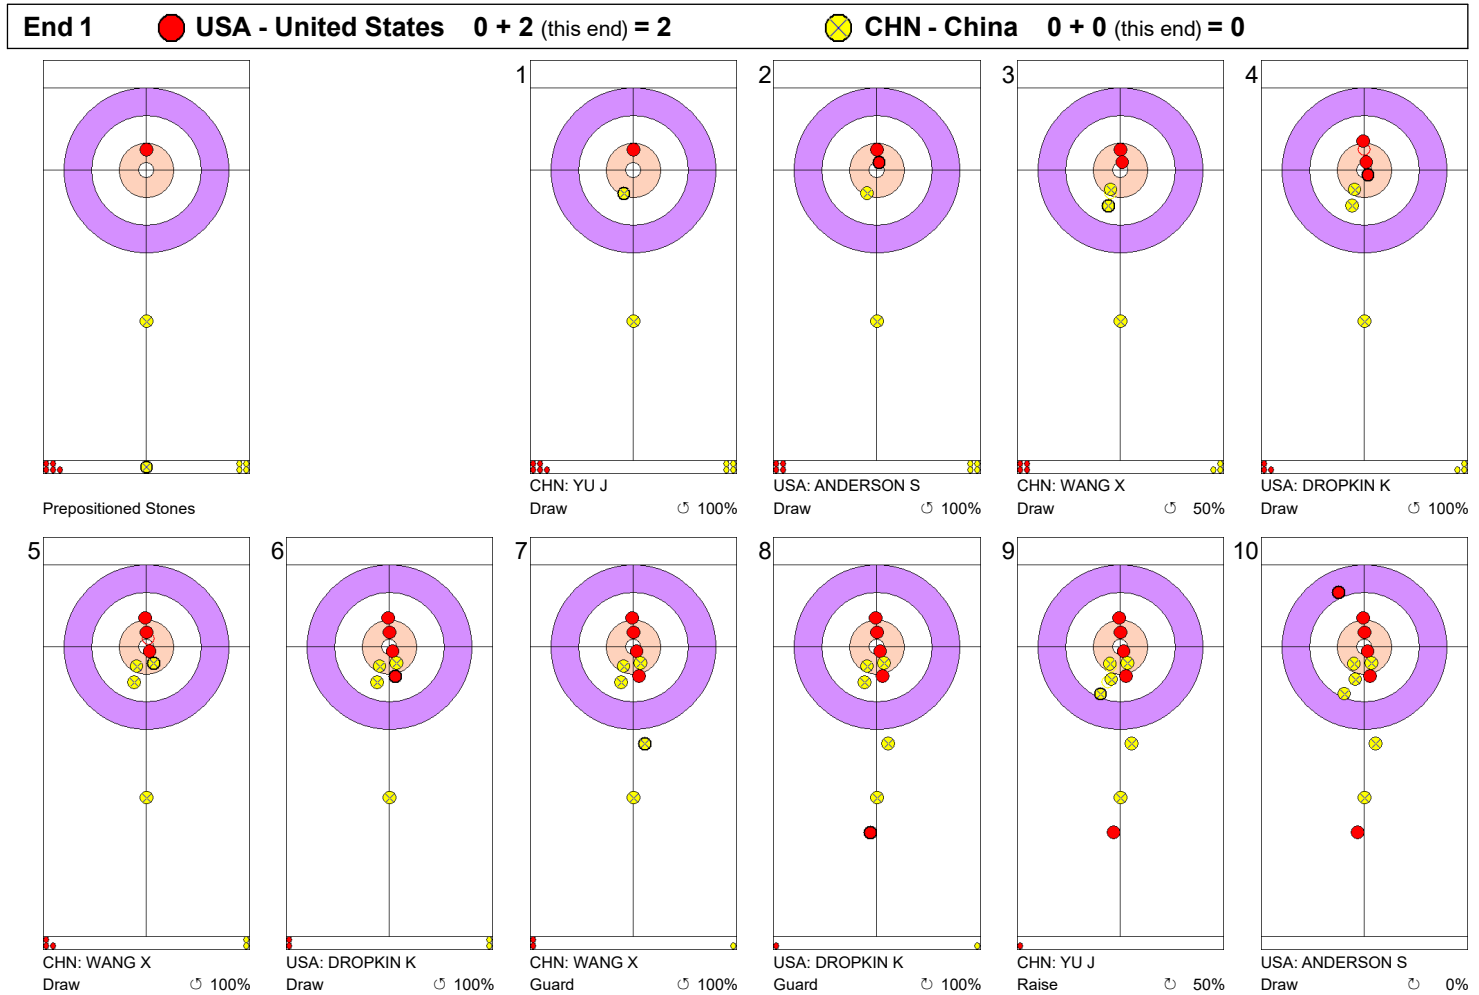 End 1 USA - United States 0 + 2 (this end) = 2 CHN - China 0 + 0 (this end) = 0
1 2 3 4
CHN: YU J USA: ANDERSON S CHN: WANG X USA: DROPKIN K
Prepositioned Stones Draw ↺ 100% Draw ↺ 100% Draw ↺ 50% Draw ↺ 100%
5 6 7 8 9 10
CHN: WANG X USA: DROPKIN K CHN: WANG X USA: DROPKIN K CHN: YU J USA: ANDERSON S
Draw ↺ 100% Draw ↺ 100% Guard ↺ 100% Guard ↻ 100% Raise ↻ 50% Draw ↻ 0%